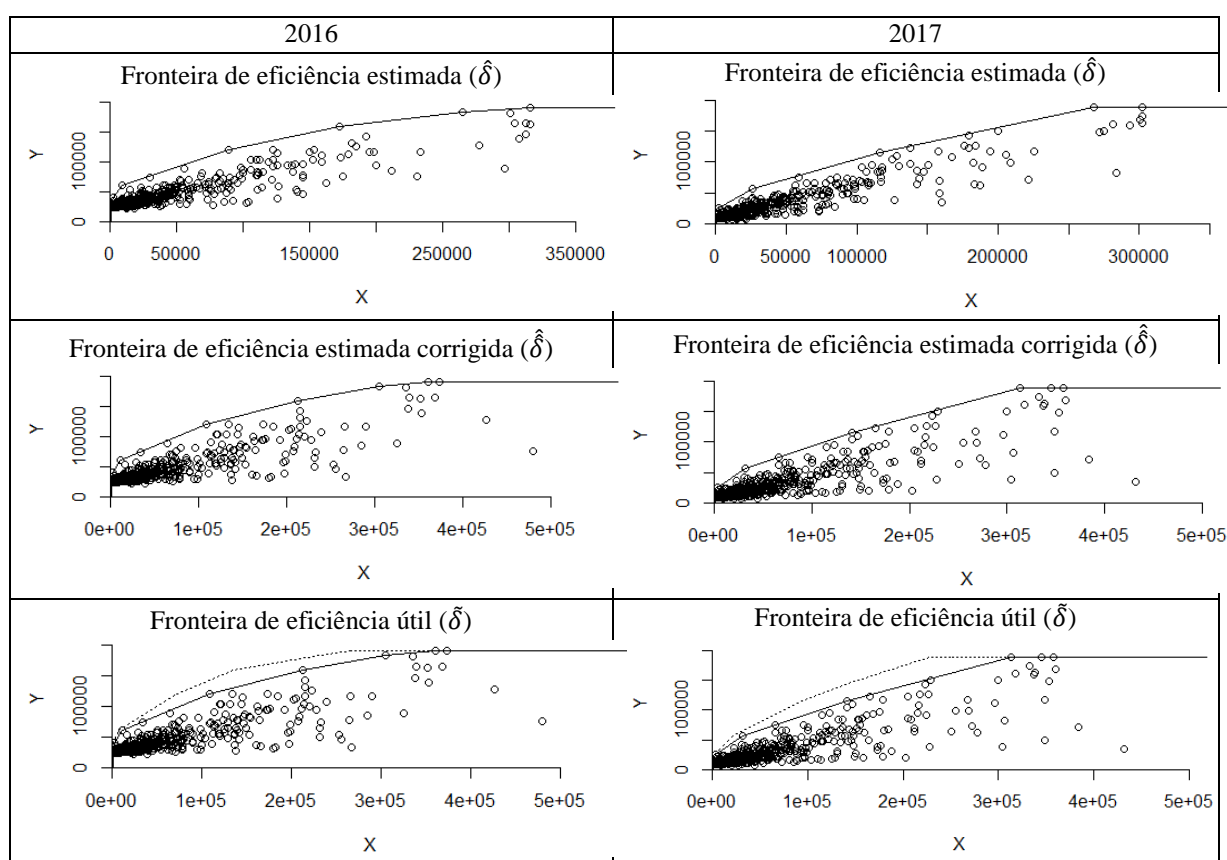 2016 2017
Fronteira de eficiência estimada (δ̂) Fronteira de eficiência estimada (δ̂)
Y 0 100000 Y 0 100000
0 50000 150000 250000 350000 0 50000 100000 200000 300000
X X
Fronteira de eficiência estimada corrigida (δ̂̂) Fronteira de eficiência estimada corrigida (δ̂̂)
Y 0 100000 Y 0 100000
0e+00 1e+05 2e+05 3e+05 4e+05 5e+05 0e+00 1e+05 2e+05 3e+05 4e+05 5e+05
X X
Fronteira de eficiência útil (δ̃) Fronteira de eficiência útil (δ̃)
Y 0 100000 Y 0 100000
0e+00 1e+05 2e+05 3e+05 4e+05 5e+05 0e+00 1e+05 2e+05 3e+05 4e+05 5e+05
X X